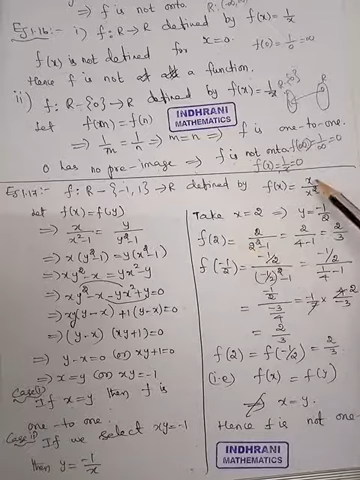 ⇒ f is not onto R: (-∞, ∞)
Eg 1.16:- i) f: R→R defined by f(x) = 1/x
f(x) is not defined for x=0. f(0) = 1/0 = ∞
Hence f is not a function.
ii) f: R-{0}→R defined by f(x) = 1/x R-{0} R
let f(m) = f(n)
⇒ 1/m = 1/n ⇒ m=n ⇒ f is one-to-one.
0 has no pre-image ⇒ f is not onto f(∞) = 1/∞ = 0
f(x) = 1/x = 0
INDHRANI
MATHEMATICS
Eg 1.17:- f: R-{-1, 1}→R defined by f(x) = x/x²
let f(x) = f(y)
⇒ x/(x²-1) = y/(y²-1)
⇒ x(y²-1) = y(x²-1)
⇒ xy²-x = yx²-y
⇒ xy²-x-yx²+y=0
⇒ xy(y-x)+1(y-x)=0
⇒ (y-x)(xy+1)=0
⇒ y-x=0 (or) xy+1=0
⇒ x=y (or) xy=-1
Case(i) If x=y then f is
one-to one.
Case(ii) If we select xy=-1
then y = -1/x
Take x=2 ⇒ y = -1/2
f(2) = 2/(2²-1) = 2/(4-1) = 2/3
f(-1/2) = (-1/2)/((-1/2)²-1) = (-1/2)/(1/4-1)
= (-1/2)/(-3/4) = -1/2 × 4 2/-3
= 2/3
f(2) = f(-1/2) = 2/3
(i.e) f(x) = f(y)
⇏ x=y.
Hence f is not one-
INDHRANI
MATHEMATICS